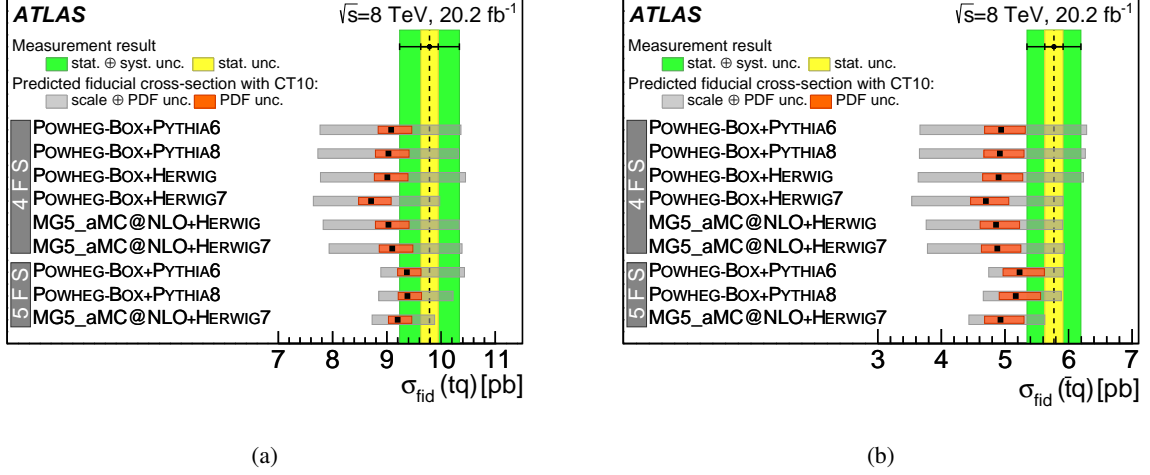 ATLAS √s=8 TeV, 20.2 fb⁻¹
Measurement result
stat. ⊕ syst. unc. stat. unc.
Predicted fiducial cross-section with CT10:
scale ⊕ PDF unc. PDF unc.
4FS
POWHEG-BOX+PYTHIA6
POWHEG-BOX+PYTHIA8
POWHEG-BOX+HERWIG
POWHEG-BOX+HERWIG7
MG5_aMC@NLO+HERWIG
MG5_aMC@NLO+HERWIG7
5FS
POWHEG-BOX+PYTHIA6
POWHEG-BOX+PYTHIA8
MG5_aMC@NLO+HERWIG7
7 8 9 10 11
σfid (tq) [pb]
(a)
ATLAS √s=8 TeV, 20.2 fb⁻¹
Measurement result
stat. ⊕ syst. unc. stat. unc.
Predicted fiducial cross-section with CT10:
scale ⊕ PDF unc. PDF unc.
4FS
POWHEG-BOX+PYTHIA6
POWHEG-BOX+PYTHIA8
POWHEG-BOX+HERWIG
POWHEG-BOX+HERWIG7
MG5_aMC@NLO+HERWIG
MG5_aMC@NLO+HERWIG7
5FS
POWHEG-BOX+PYTHIA6
POWHEG-BOX+PYTHIA8
MG5_aMC@NLO+HERWIG7
3 4 5 6 7
σfid (t̄q) [pb]
(b)